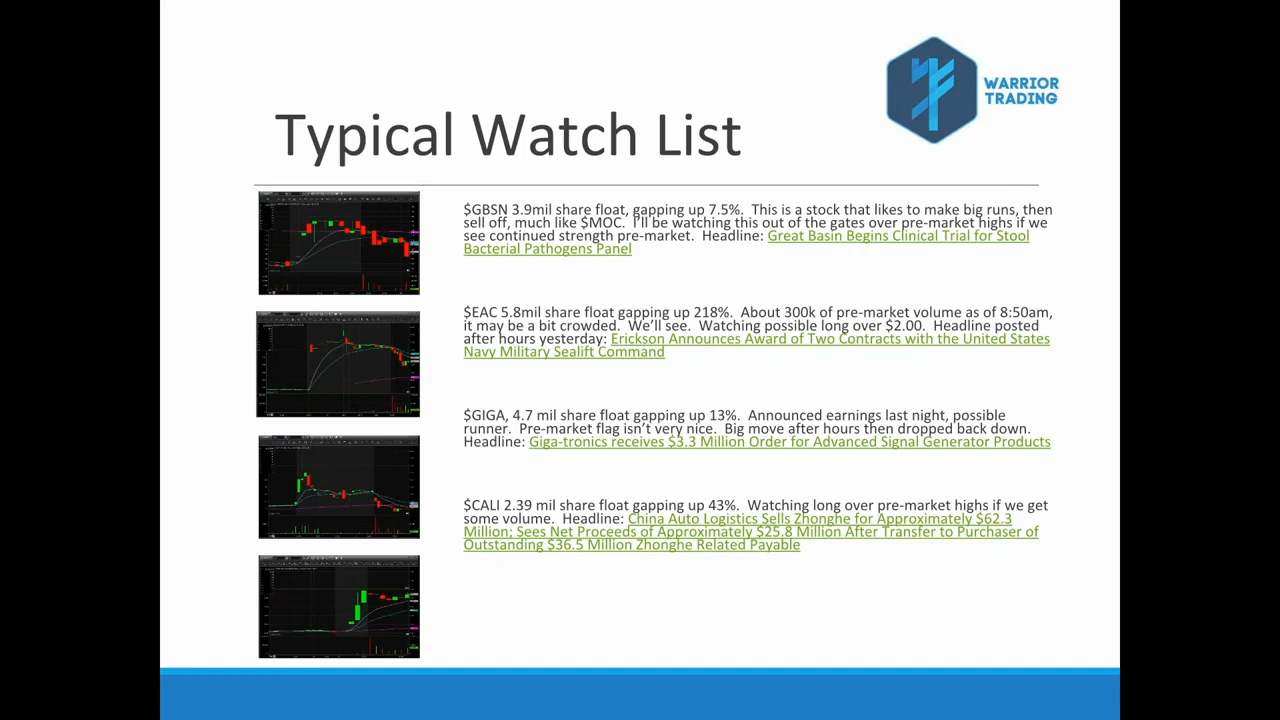 WARRIOR
TRADING
Typical Watch List
$GBSN 3.9mil share float, gapping up 7.5%.  This is a stock that likes to make big runs, then
sell off, much like $MOC.  I'll be watching this out of the gates over pre-market highs if we
see continued strength pre-market.  Headline: Great Basin Begins Clinical Trial for Stool
Bacterial Pathogens Panel
$EAC 5.8mil share float gapping up 218%.  About 300k of pre-market volume as of 8:50am,
it may be a bit crowded.  We'll see.  Watching possible long over $2.00.  Headline posted
after hours yesterday: Erickson Announces Award of Two Contracts with the United States
Navy Military Sealift Command
$GIGA, 4.7 mil share float gapping up 13%.  Announced earnings last night, possible
runner.  Pre-market flag isn't very nice.  Big move after hours then dropped back down.
Headline: Giga-tronics receives $3.3 Million Order for Advanced Signal Generator Products
$CALI 2.39 mil share float gapping up 43%.  Watching long over pre-market highs if we get
some volume.  Headline: China Auto Logistics Sells Zhonghe for Approximately $62.3
Million; Sees Net Proceeds of Approximately $25.8 Million After Transfer to Purchaser of
Outstanding $36.5 Million Zhonghe Related Payable